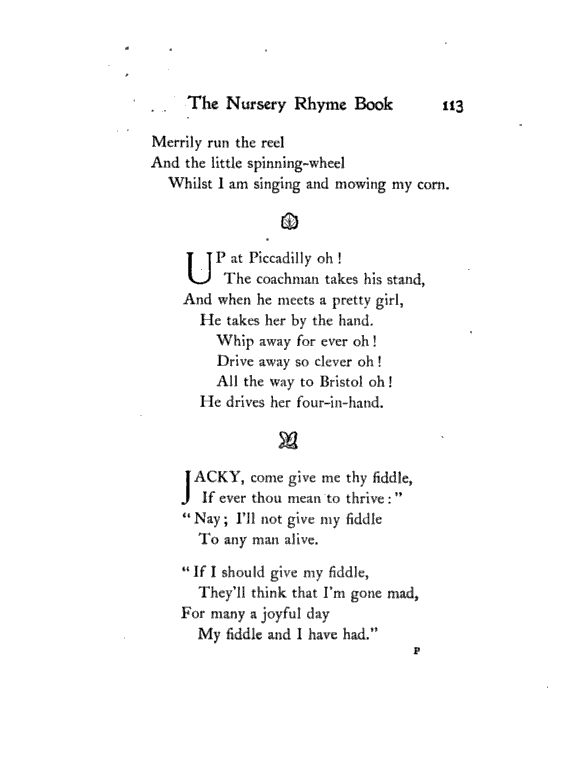 The Nursery Rhyme Book 113
Merrily run the reel
And the little spinning-wheel
Whilst I am singing and mowing my corn.
UP at Piccadilly oh!
The coachman takes his stand,
And when he meets a pretty girl,
He takes her by the hand.
Whip away for ever oh!
Drive away so clever oh!
All the way to Bristol oh!
He drives her four-in-hand.
JACKY, come give me thy fiddle,
If ever thou mean to thrive:"
"Nay; I'll not give my fiddle
To any man alive.
"If I should give my fiddle,
They'll think that I'm gone mad,
For many a joyful day
My fiddle and I have had."
P